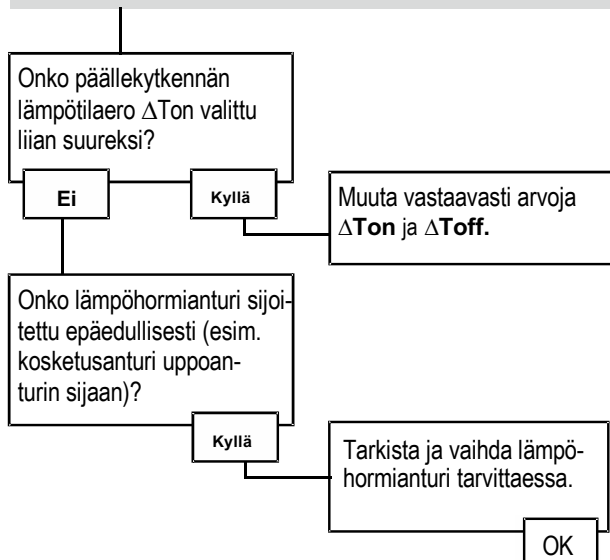 Onko päällekytkennän
lämpötilaero ∆Ton valittu
liian suureksi?
Ei
Kyllä
Muuta vastaavasti arvoja
∆Ton ja ∆Toff.
Onko lämpöhormianturi sijoi-
tettu epäedullisesti (esim.
kosketusanturi uppoan-
turin sijaan)?
Kyllä
Tarkista ja vaihda lämpö-
hormianturi tarvittaessa.
OK